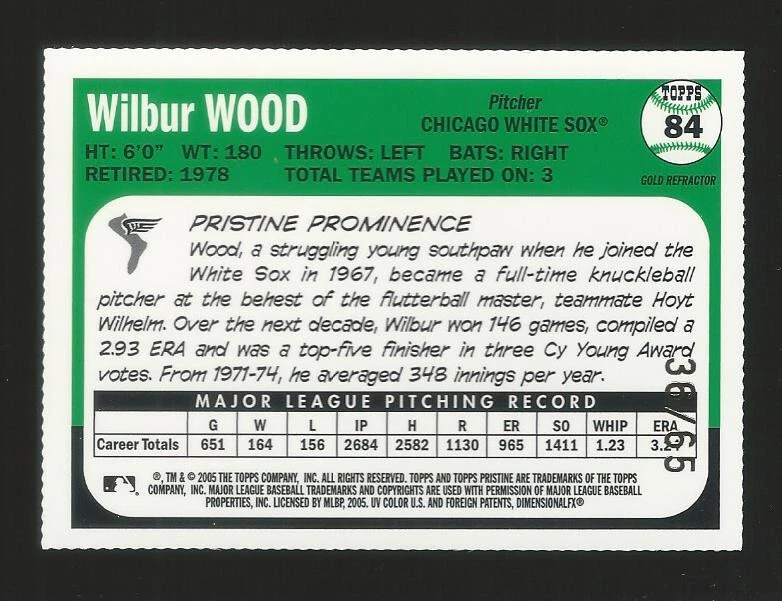 Wilbur WOOD
Pitcher
CHICAGO WHITE SOX®
TOPPS
84
GOLD REFRACTOR
HT: 6'0" WT: 180 THROWS: LEFT BATS: RIGHT
RETIRED: 1978 TOTAL TEAMS PLAYED ON: 3
PRISTINE PROMINENCE
Wood, a struggling young southpaw when he joined the
White Sox in 1967, became a full-time knuckleball
pitcher at the behest of the flutterball master, teammate Hoyt
Wilhelm. Over the next decade, Wilbur won 146 games, compiled a
2.93 ERA and was a top-five finisher in three Cy Young Award
votes. From 1971-74, he averaged 348 innings per year.
36/65
MAJOR LEAGUE PITCHING RECORD
G W L IP H R ER SO WHIP ERA
Career Totals 651 164 156 2684 2582 1130 965 1411 1.23
®, TM & © 2005 THE TOPPS COMPANY, INC. ALL RIGHTS RESERVED. TOPPS AND TOPPS PRISTINE ARE TRADEMARKS OF THE TOPPS
COMPANY, INC. MAJOR LEAGUE BASEBALL TRADEMARKS AND COPYRIGHTS ARE USED WITH PERMISSION OF MAJOR LEAGUE BASEBALL
PROPERTIES, INC. LICENSED BY MLBP, 2005. UV COLOR U.S. AND FOREIGN PATENTS, DIMENSIONALFX®